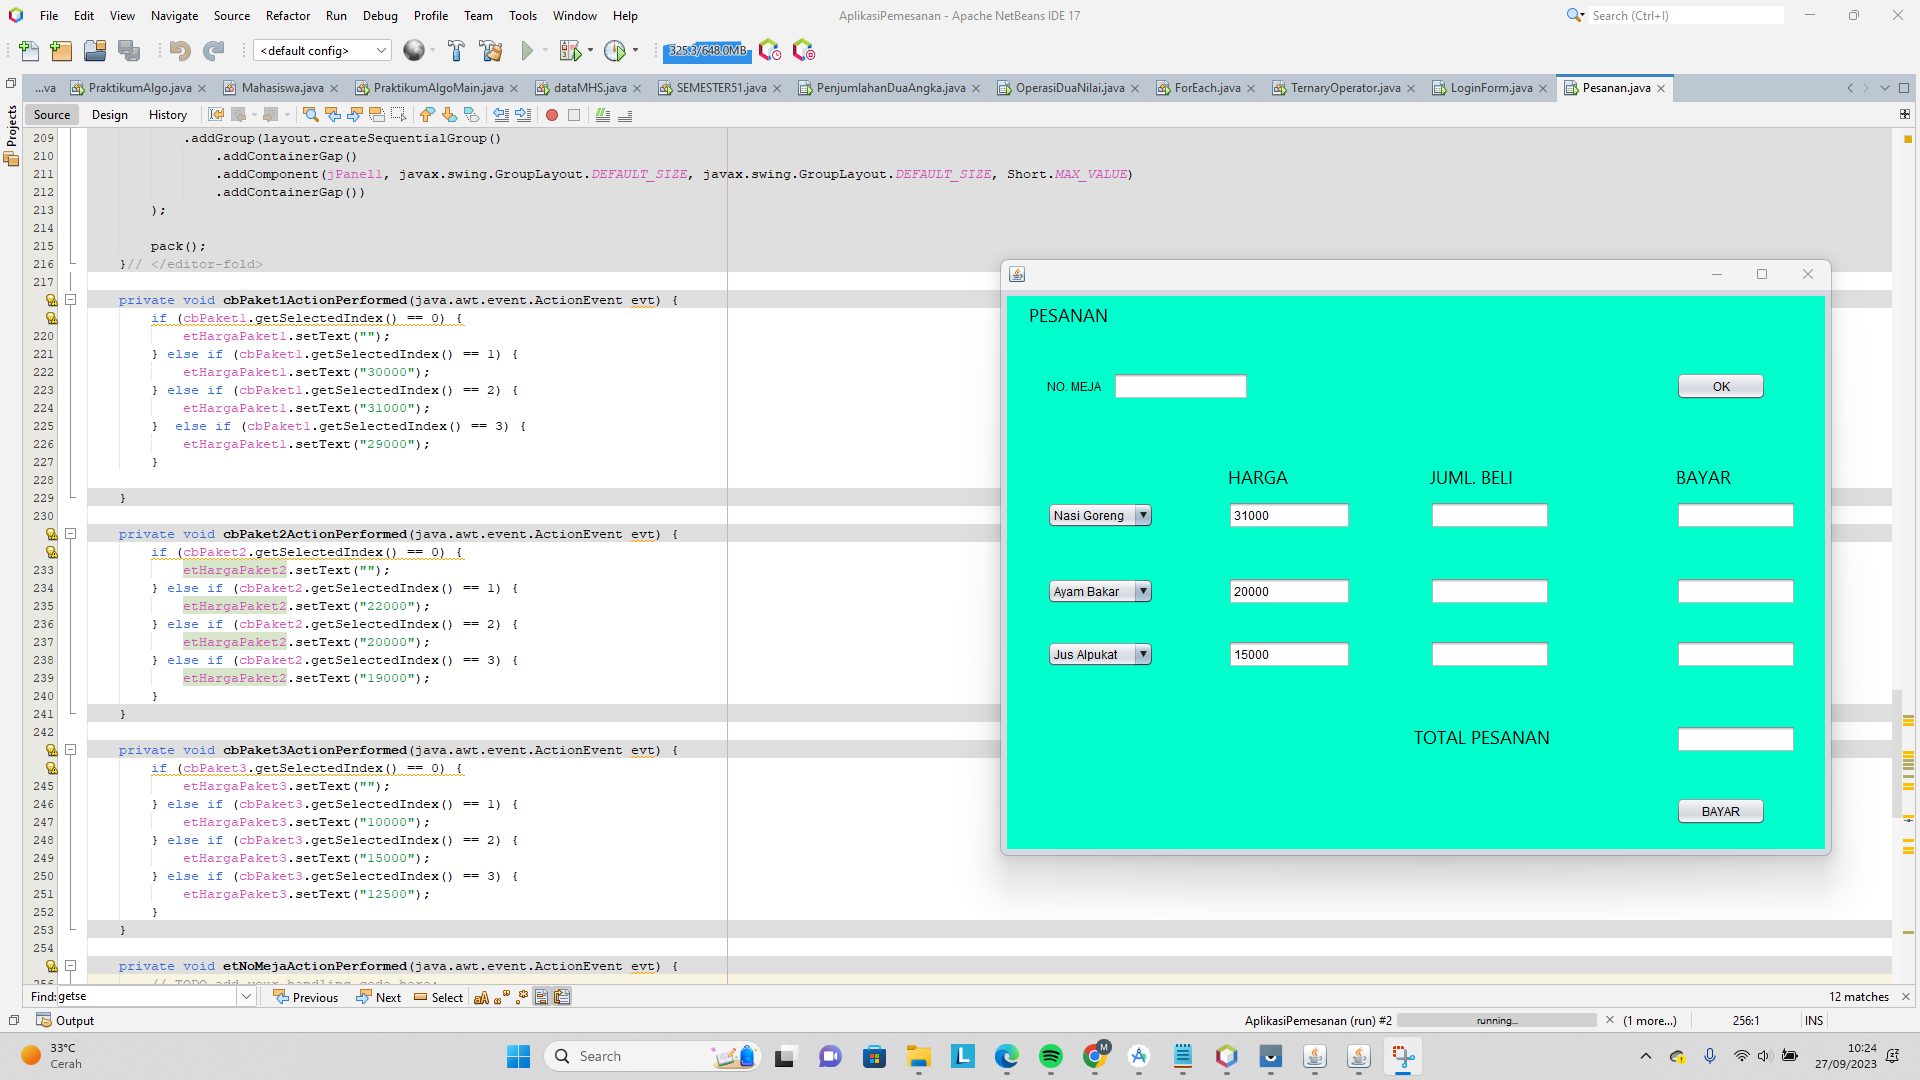 File Edit View Navigate Source Refactor Run Debug Profile Team Tools Window Help
AplikasiPemesanan - Apache NetBeans IDE 17
Search (Ctrl+I)
<default config>
325.3/648.0MB
...va PraktikumAlgo.java Mahasiswa.java PraktikumAlgoMain.java dataMHS.java SEMESTER51.java PenjumlahanDuaAngka.java OperasiDuaNilai.java ForEach.java TernaryOperator.java LoginForm.java Pesanan.java
Projects
Source Design History
209 .addGroup(layout.createSequentialGroup()
210 .addContainerGap()
211 .addComponent(jPanel1, javax.swing.GroupLayout.DEFAULT_SIZE, javax.swing.GroupLayout.DEFAULT_SIZE, Short.MAX_VALUE)
212 .addContainerGap())
213 );
214
215 pack();
216 }// </editor-fold>
217
private void cbPaket1ActionPerformed(java.awt.event.ActionEvent evt) {
if (cbPaket1.getSelectedIndex() == 0) {
220 etHargaPaket1.setText("");
221 } else if (cbPaket1.getSelectedIndex() == 1) {
222 etHargaPaket1.setText("30000");
223 } else if (cbPaket1.getSelectedIndex() == 2) {
224 etHargaPaket1.setText("31000");
225 } else if (cbPaket1.getSelectedIndex() == 3) {
226 etHargaPaket1.setText("29000");
227 }
228
229 }
230
private void cbPaket2ActionPerformed(java.awt.event.ActionEvent evt) {
if (cbPaket2.getSelectedIndex() == 0) {
233 etHargaPaket2.setText("");
234 } else if (cbPaket2.getSelectedIndex() == 1) {
235 etHargaPaket2.setText("22000");
236 } else if (cbPaket2.getSelectedIndex() == 2) {
237 etHargaPaket2.setText("20000");
238 } else if (cbPaket2.getSelectedIndex() == 3) {
239 etHargaPaket2.setText("19000");
240 }
241 }
242
private void cbPaket3ActionPerformed(java.awt.event.ActionEvent evt) {
if (cbPaket3.getSelectedIndex() == 0) {
245 etHargaPaket3.setText("");
246 } else if (cbPaket3.getSelectedIndex() == 1) {
247 etHargaPaket3.setText("10000");
248 } else if (cbPaket3.getSelectedIndex() == 2) {
249 etHargaPaket3.setText("15000");
250 } else if (cbPaket3.getSelectedIndex() == 3) {
251 etHargaPaket3.setText("12500");
252 }
253 }
254
private void etNoMejaActionPerformed(java.awt.event.ActionEvent evt) {
256 // TODO add your handling code here:
PESANAN
NO. MEJA
OK
HARGA JUML. BELI BAYAR
Nasi Goreng 31000
Ayam Bakar 20000
Jus Alpukat 15000
TOTAL PESANAN
BAYAR
Find: getse Previous Next Select 12 matches
Output AplikasiPemesanan (run) #2 running... (1 more...) 256:1 INS
33°C
Cerah
Search
10:24
27/09/2023